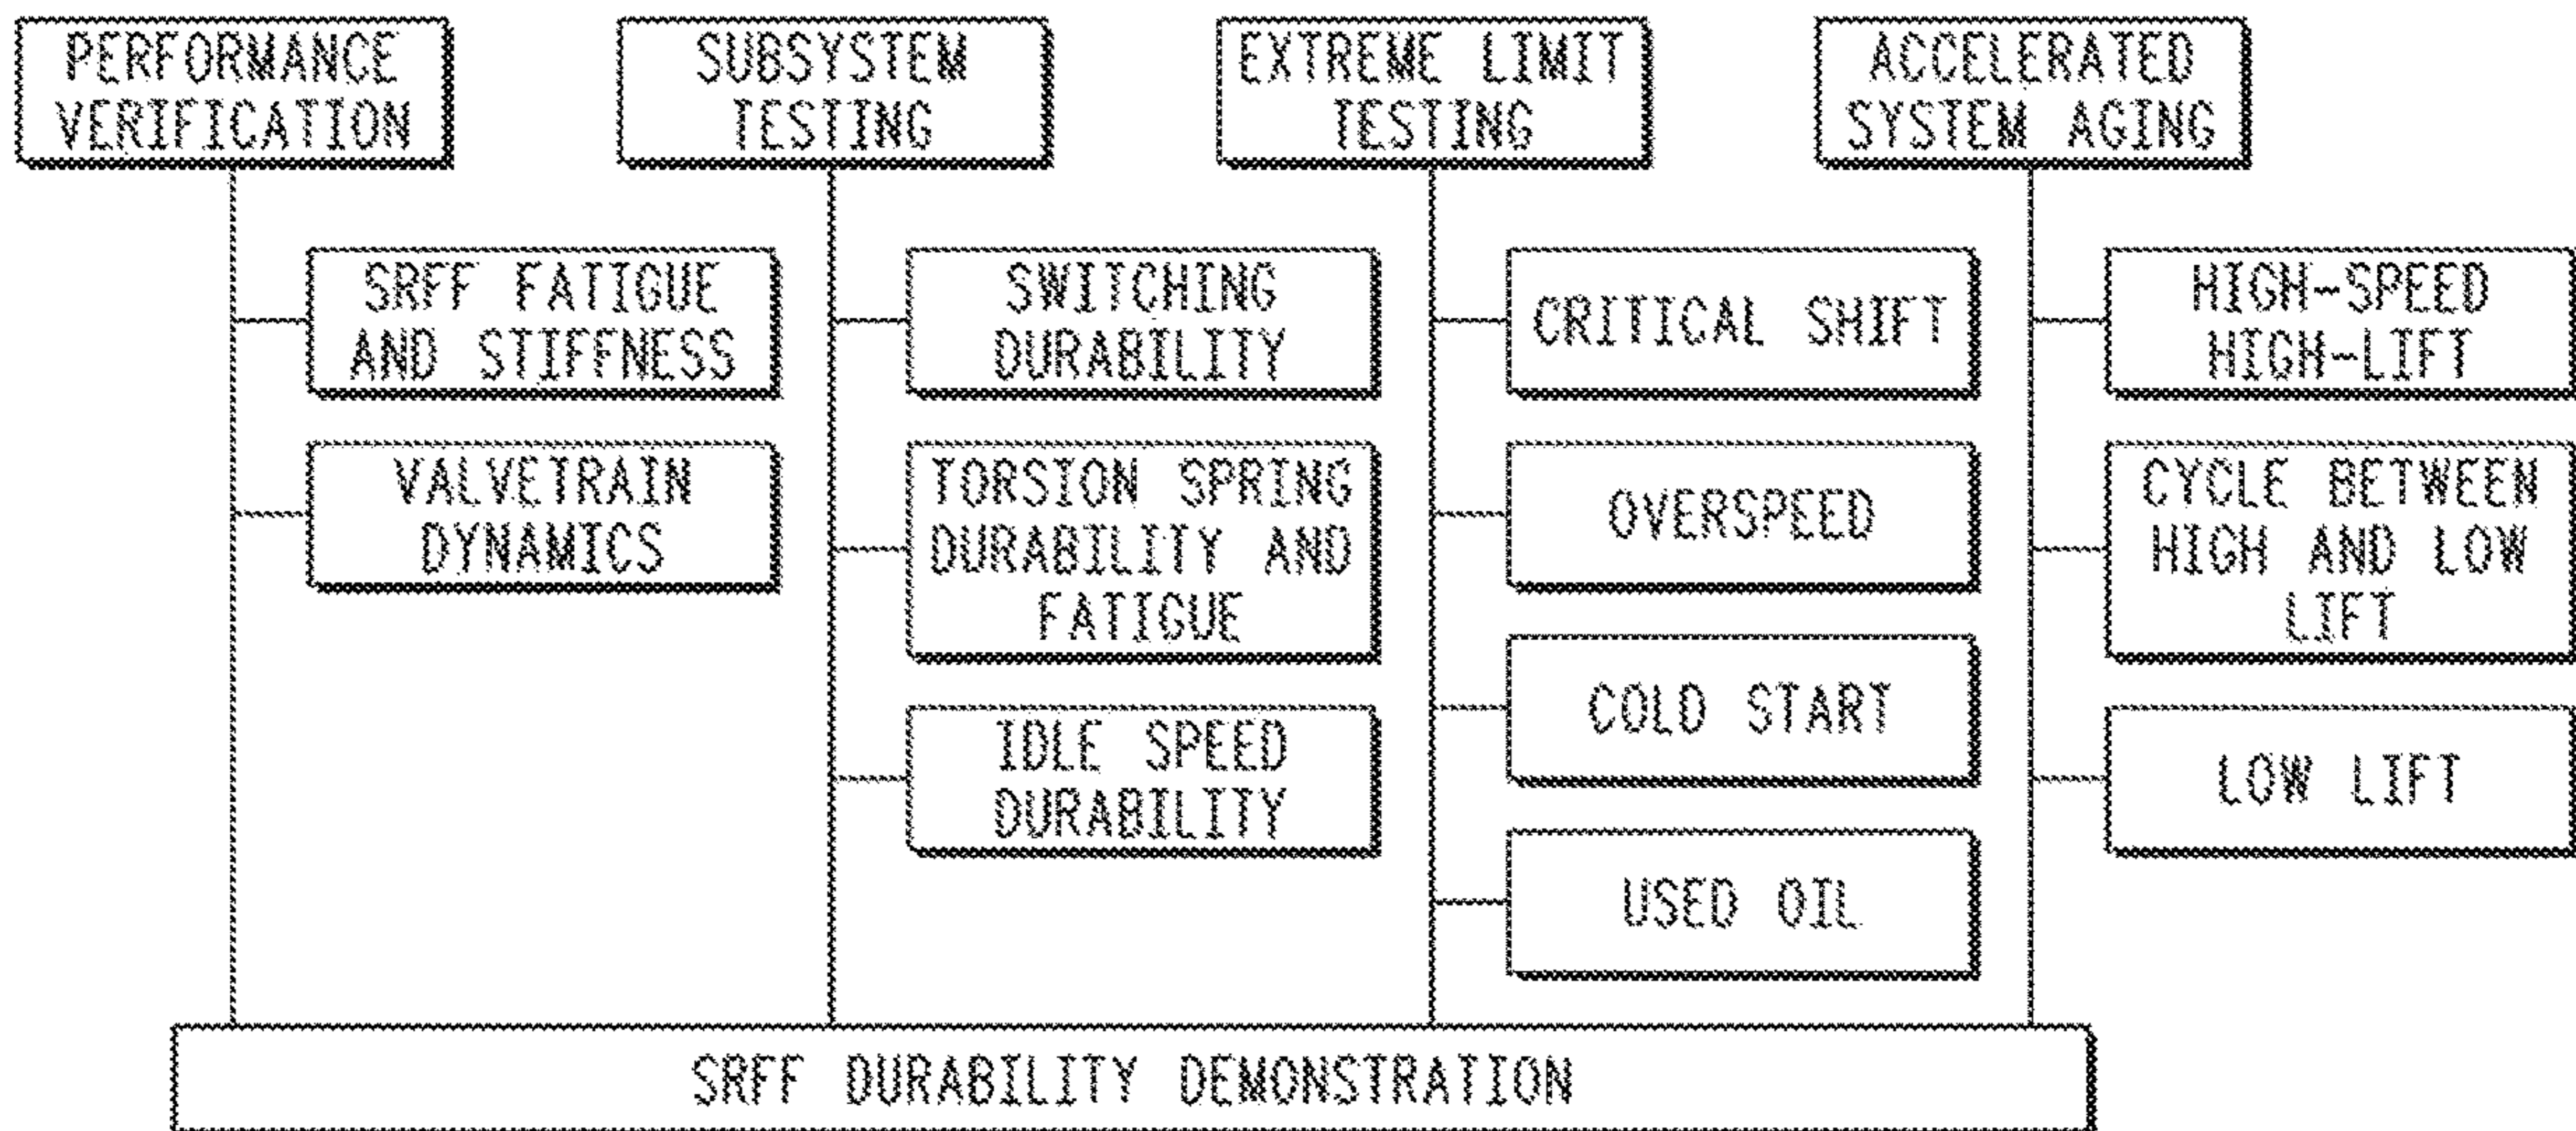 PERFORMANCE
VERIFICATION
SUBSYSTEM
TESTING
EXTREME LIMIT
TESTING
ACCELERATED
SYSTEM AGING
SRFF FATIGUE
AND STIFFNESS
VALVETRAIN
DYNAMICS
SWITCHING
DURABILITY
TORSION SPRING
DURABILITY AND
FATIGUE
IDLE SPEED
DURABILITY
CRITICAL SHIFT
OVERSPEED
COLD START
USED OIL
HIGH-SPEED
HIGH-LIFT
CYCLE BETWEEN
HIGH AND LOW
LIFT
LOW LIFT
SRFF DURABILITY DEMONSTRATION